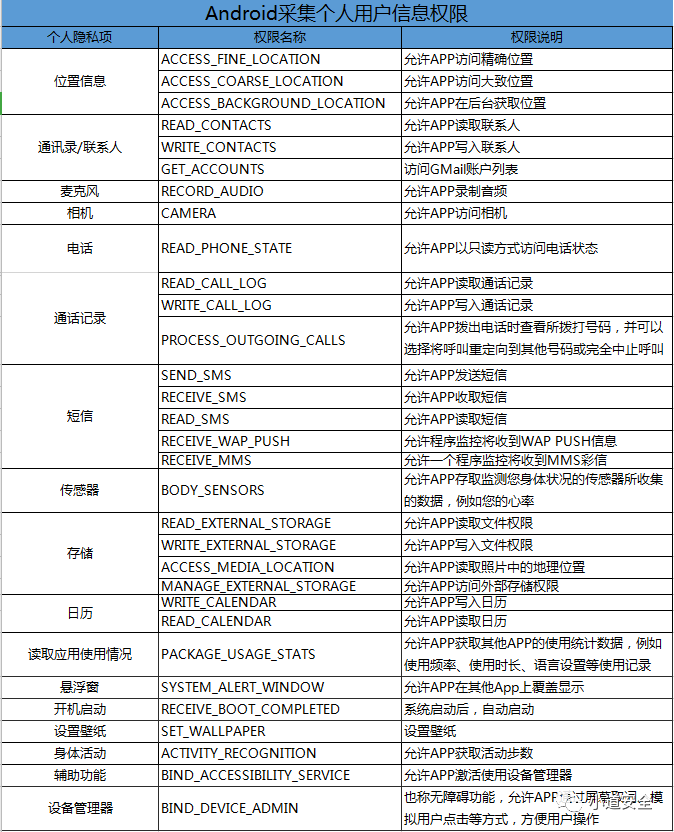 Android采集个人用户信息权限
个人隐私项 权限名称 权限说明
位置信息 ACCESS_FINE_LOCATION 允许APP访问精确位置
ACCESS_COARSE_LOCATION 允许APP访问大致位置
ACCESS_BACKGROUND_LOCATION 允许APP在后台获取位置
通讯录/联系人 READ_CONTACTS 允许APP读取联系人
WRITE_CONTACTS 允许APP写入联系人
GET_ACCOUNTS 访问GMail账户列表
麦克风 RECORD_AUDIO 允许APP录制音频
相机 CAMERA 允许APP访问相机
电话 READ_PHONE_STATE 允许APP以只读方式访问电话状态
通话记录 READ_CALL_LOG 允许APP读取通话记录
WRITE_CALL_LOG 允许APP写入通话记录
PROCESS_OUTGOING_CALLS 允许APP拨出电话时查看所拨打号码，并可以
选择将呼叫重定向到其他号码或完全中止呼叫
短信 SEND_SMS 允许APP发送短信
RECEIVE_SMS 允许APP收取短信
READ_SMS 允许APP读取短信
RECEIVE_WAP_PUSH 允许程序监控将收到WAP PUSH信息
RECEIVE_MMS 允许一个程序监控将收到MMS彩信
传感器 BODY_SENSORS 允许APP存取监测您身体状况的传感器所收集
的数据，例如您的心率
存储 READ_EXTERNAL_STORAGE 允许APP读取文件权限
WRITE_EXTERNAL_STORAGE 允许APP写入文件权限
ACCESS_MEDIA_LOCATION 允许APP读取照片中的地理位置
MANAGE_EXTERNAL_STORAGE 允许APP访问外部存储权限
日历 WRITE_CALENDAR 允许APP写入日历
READ_CALENDAR 允许APP读取日历
读取应用使用情况 PACKAGE_USAGE_STATS 允许APP获取其他APP的使用统计数据，例如
使用频率、使用时长、语言设置等使用记录
悬浮窗 SYSTEM_ALERT_WINDOW 允许APP在其他App上覆盖显示
开机启动 RECEIVE_BOOT_COMPLETED 系统启动后，自动启动
设置壁纸 SET_WALLPAPER 设置壁纸
身体活动 ACTIVITY_RECOGNITION 允许APP获取活动步数
辅助功能 BIND_ACCESSIBILITY_SERVICE 允许APP激活使用设备管理器
设备管理器 BIND_DEVICE_ADMIN 也称无障碍功能，允许APP 过屏幕 模
拟用户点击等方式，方便用户操作
小道安全